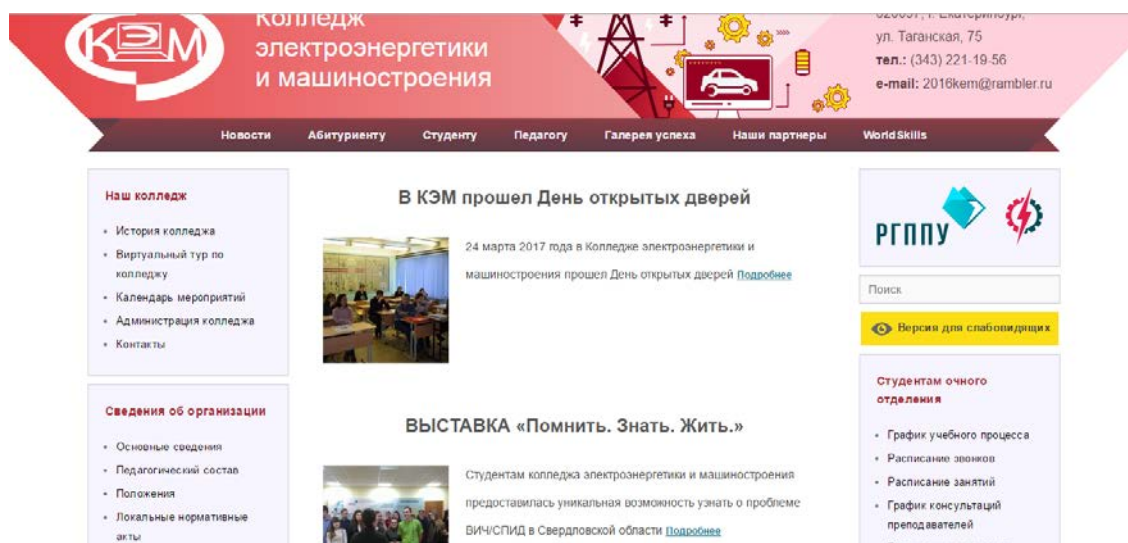 КЭМ
Колледж
электроэнергетики
и машиностроения
ул. Таганская, 75
тел.: (343) 221-19-56
e-mail: 2016kem@rambler.ru
Новости Абитуриенту Студенту Педагогу Галерея успеха Наши партнеры WorldSkills
Наш колледж
История колледжа
Виртуальный тур по
колледжу
Календарь мероприятий
Администрация колледжа
Контакты
Сведения об организации
Основные сведения
Педагогический состав
Положения
Локальные нормативные
акты
В КЭМ прошел День открытых дверей
24 марта 2017 года в Колледже электроэнергетики и
машиностроения прошел День открытых дверей Подробнее
ВЫСТАВКА «Помнить. Знать. Жить.»
Студентам колледжа электроэнергетики и машиностроения
предоставилась уникальная возможность узнать о проблеме
ВИЧ/СПИД в Свердловской области Подробнее
РГППУ
Поиск
Версия для слабовидящих
Студентам очного
отделения
График учебного процесса
Расписание звонков
Расписание занятий
График консультаций
преподавателей